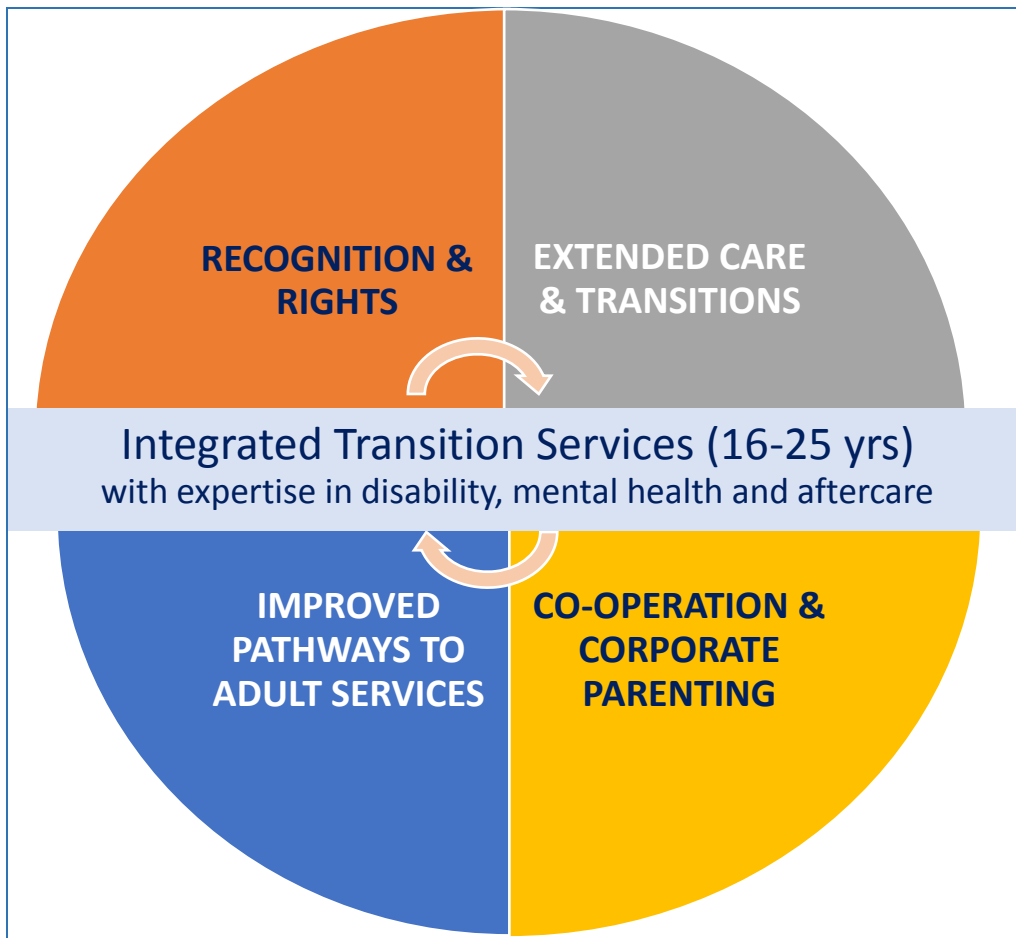 RECOGNITION &
RIGHTS
EXTENDED CARE
& TRANSITIONS
Integrated Transition Services (16-25 yrs)
with expertise in disability, mental health and aftercare
IMPROVED
PATHWAYS TO
ADULT SERVICES
CO-OPERATION &
CORPORATE
PARENTING